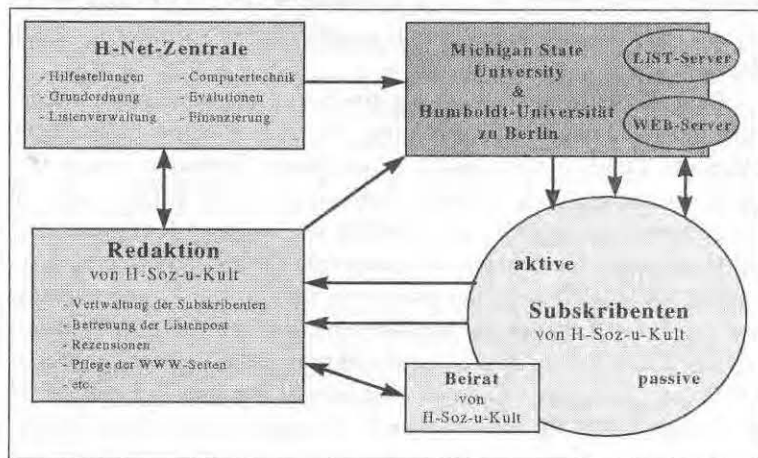 H-Net-Zentrale
- Hilfestellungen - Computertechnik
- Grundordnung - Evalutionen
- Listenverwaltung - Finanzierung
Michigan State
University
&
Humboldt-Universität
zu Berlin
LIST-Server
WEB-Server
Redaktion
von H-Soz-u-Kult
- Verwaltung der Subskribenten
- Betreuung der Listenpost
- Rezensionen
- Pflege der WWW-Seiten
- etc.
aktive
Subskribenten
von H-Soz-u-Kult
passive
Beirat
von
H-Soz-u-Kult